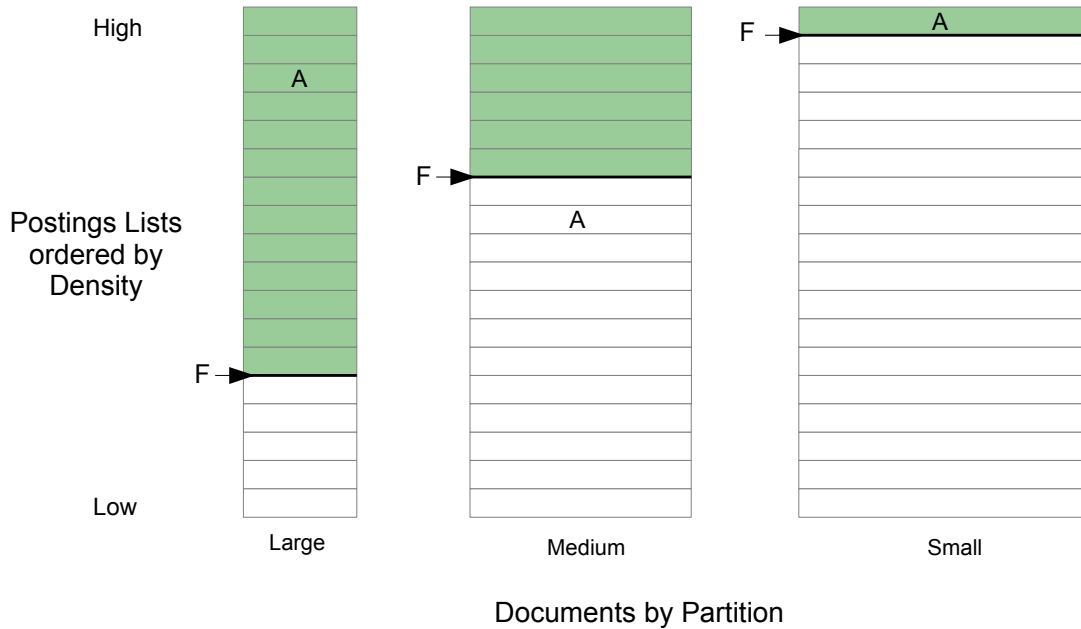 High
A
F
A
Postings Lists
ordered by
Density
F
A
F
Low
Large
Medium
Small
Documents by Partition